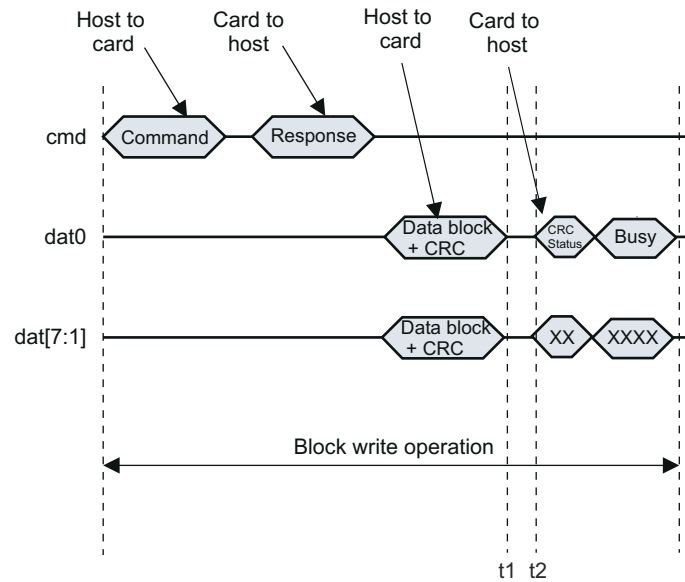 Host to
card
Card to
host
Host to
card
Card to
host
cmd
Command
Response
dat0
Data block
+ CRC
CRC
Status
Busy
dat[7:1]
Data block
+ CRC
XX
XXXX
Block write operation
t1
t2